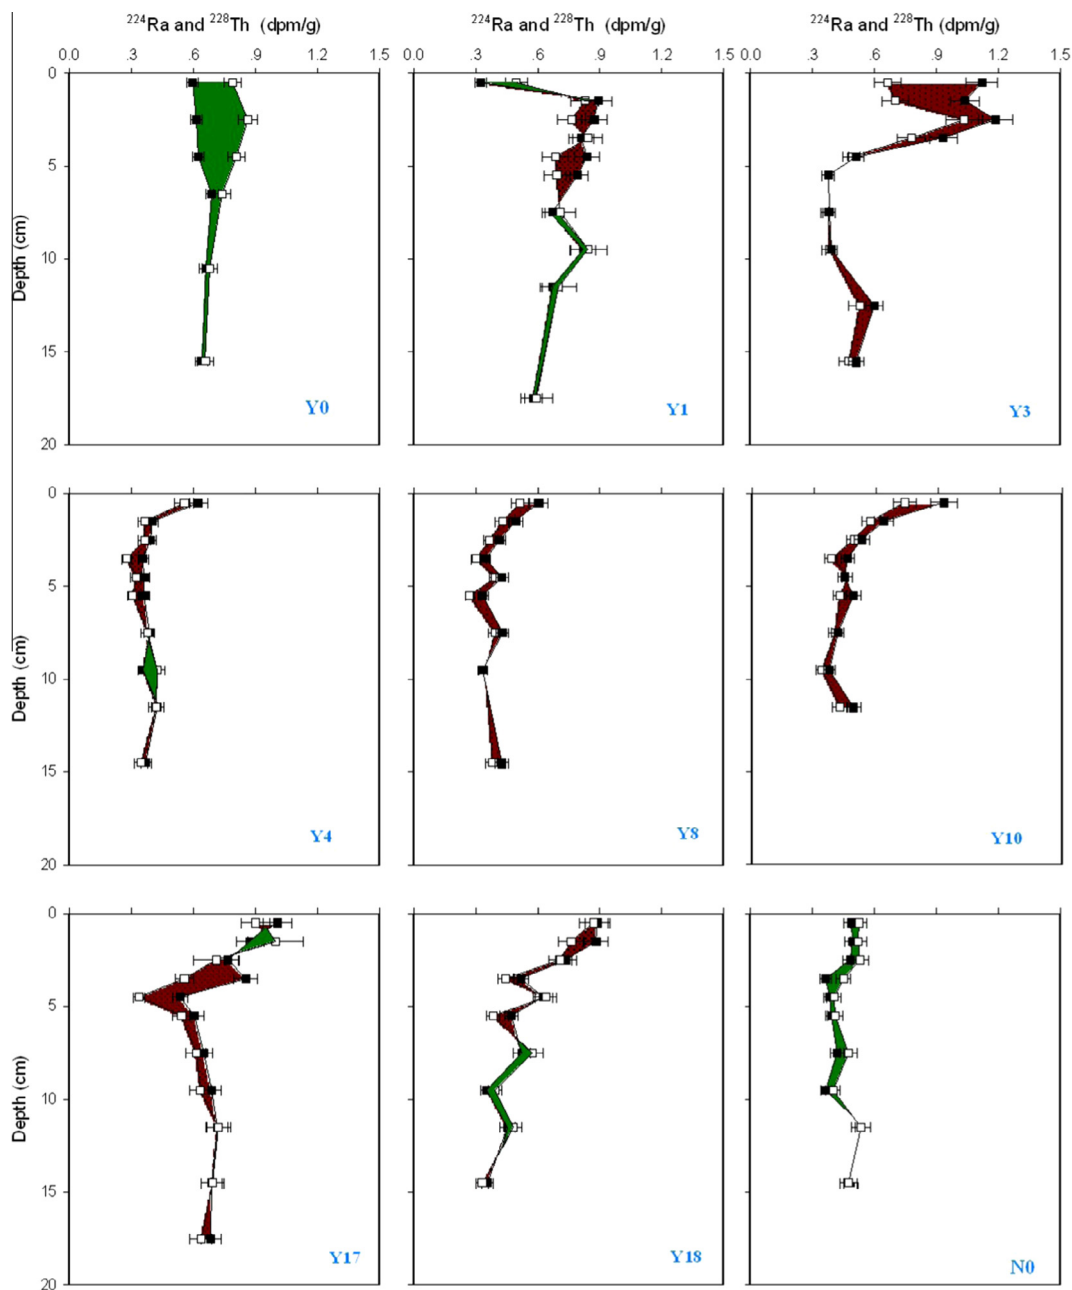 ²²⁴Ra and ²²⁸Th (dpm/g) ²²⁴Ra and ²²⁸Th (dpm/g) ²²⁴Ra and ²²⁸Th (dpm/g)
0.0 .3 .6 .9 1.2 1.5 0.0 .3 .6 .9 1.2 1.5 0.0 .3 .6 .9 1.2 1.5
0
5
10
15
20
Depth (cm)
Y0 Y1 Y3
0
5
10
15
20
Depth (cm)
Y4 Y8 Y10
0
5
10
15
20
Depth (cm)
Y17 Y18 N0